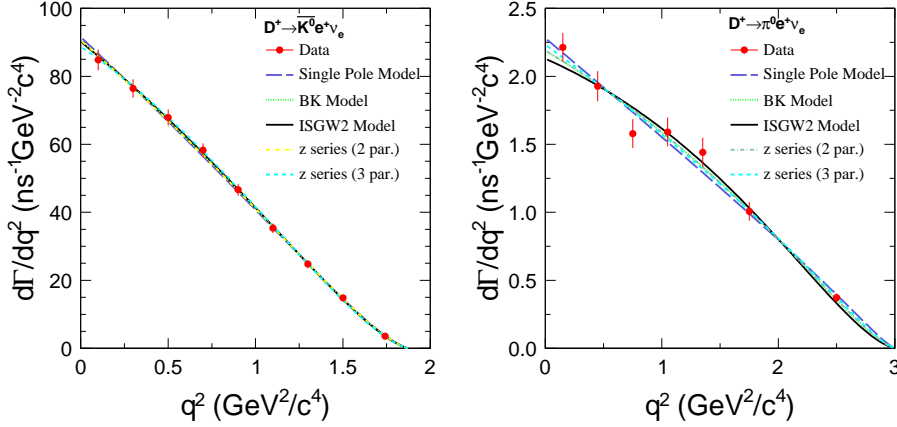 D⁺→K̅⁰e⁺νₑ
Data
Single Pole Model
BK Model
ISGW2 Model
z series (2 par.)
z series (3 par.)
100
80
60
40
20
0
0
0.5
1
1.5
2
dΓ/dq² (ns⁻¹GeV⁻²c⁴)
q² (GeV²/c⁴)
D⁺→π⁰e⁺νₑ
Data
Single Pole Model
BK Model
ISGW2 Model
z series (2 par.)
z series (3 par.)
2.5
2.0
1.5
1.0
0.5
0.0
0
1
2
3
dΓ/dq² (ns⁻¹GeV⁻²c⁴)
q² (GeV²/c⁴)